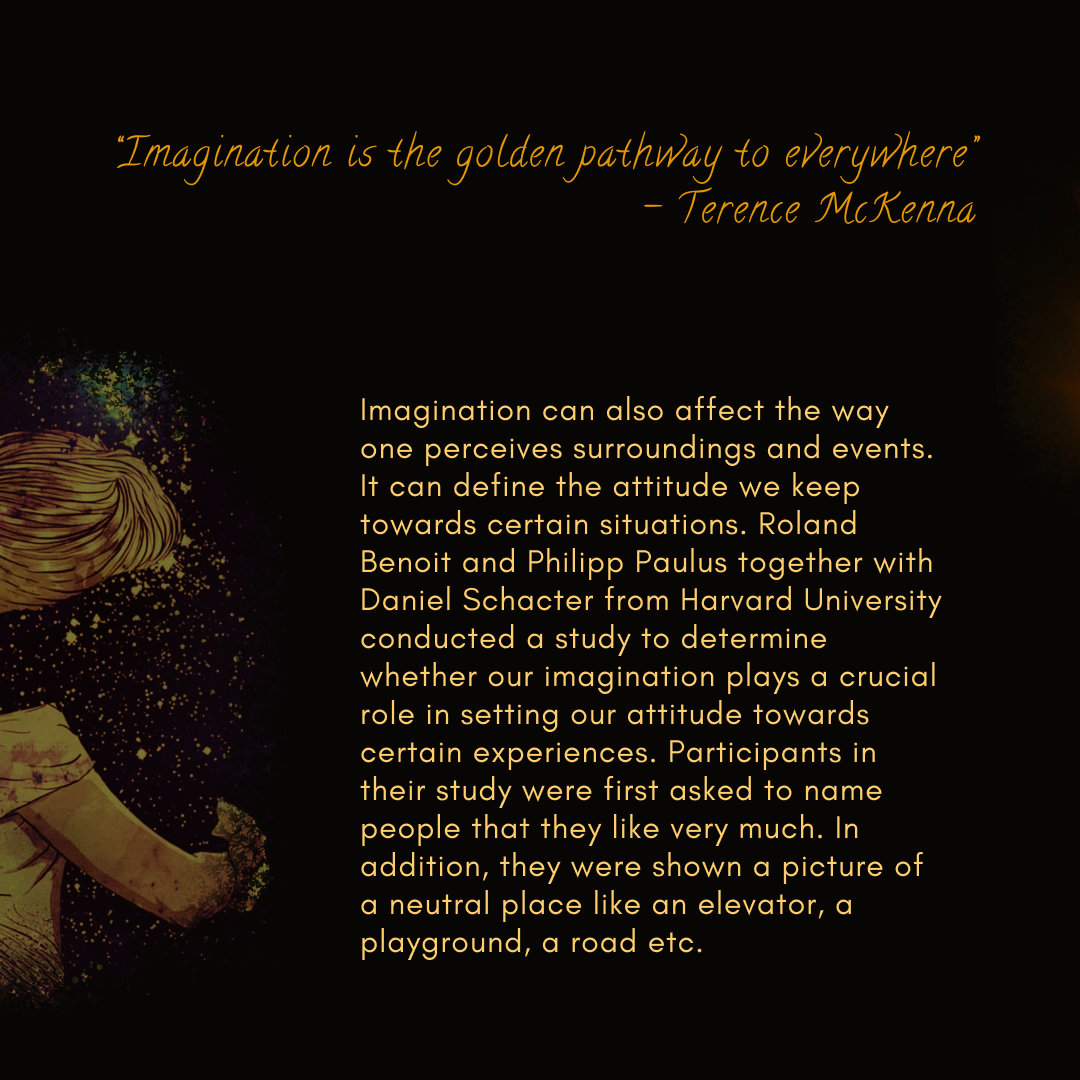 “Imagination is the golden pathway to everywhere”
– Terence McKenna
Imagination can also affect the way
one perceives surroundings and events.
It can define the attitude we keep
towards certain situations. Roland
Benoit and Philipp Paulus together with
Daniel Schacter from Harvard University
conducted a study to determine
whether our imagination plays a crucial
role in setting our attitude towards
certain experiences. Participants in
their study were first asked to name
people that they like very much. In
addition, they were shown a picture of
a neutral place like an elevator, a
playground, a road etc.